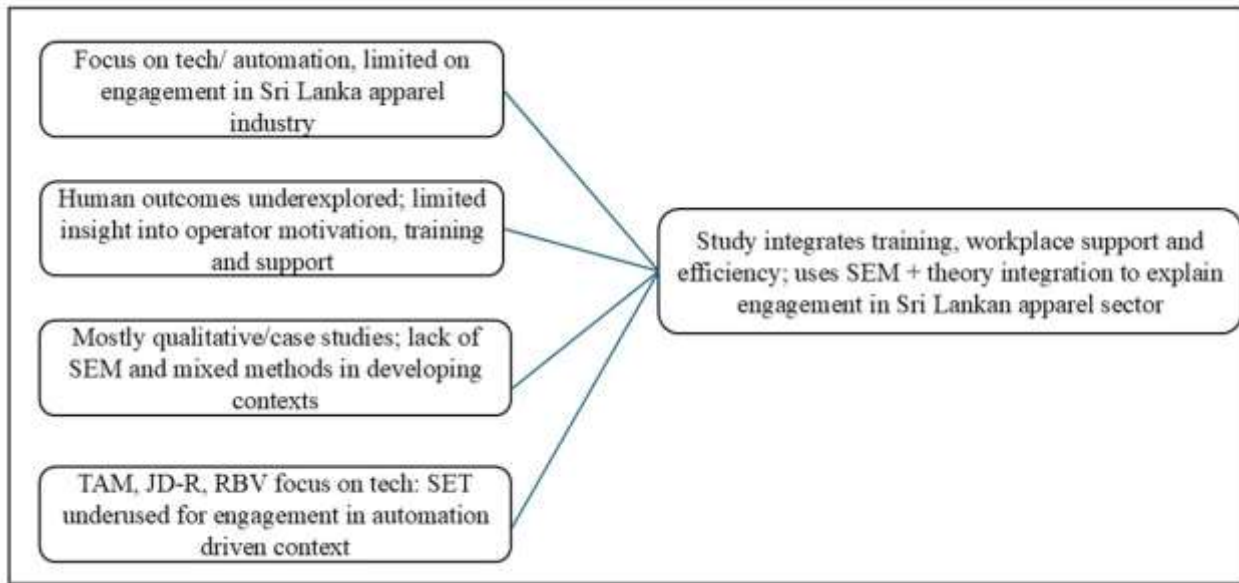 Focus on tech/ automation, limited on
engagement in Sri Lanka apparel
industry
Human outcomes underexplored; limited
insight into operator motivation, training
and support
Mostly qualitative/case studies; lack of
SEM and mixed methods in developing
contexts
TAM, JD-R, RBV focus on tech: SET
underused for engagement in automation
driven context
Study integrates training, workplace support and
efficiency; uses SEM + theory integration to explain
engagement in Sri Lankan apparel sector